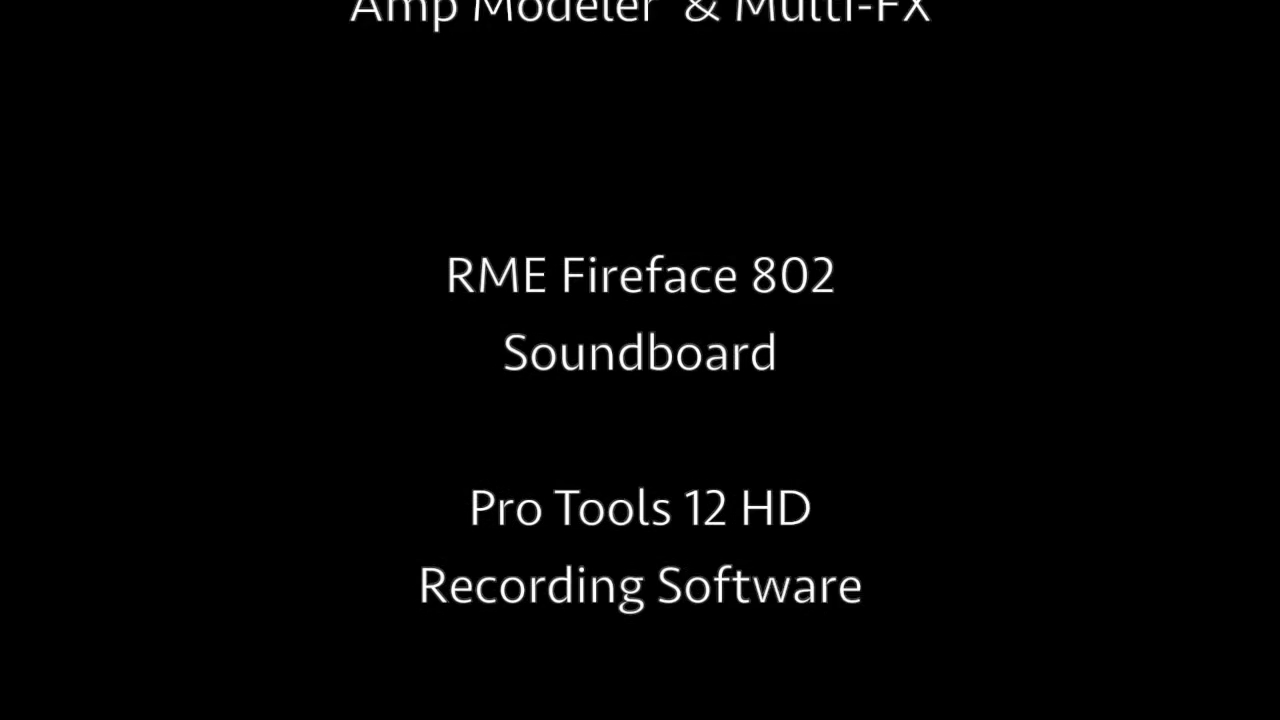 Amp Modeler & Multi-FX
RME Fireface 802
Soundboard
Pro Tools 12 HD
Recording Software